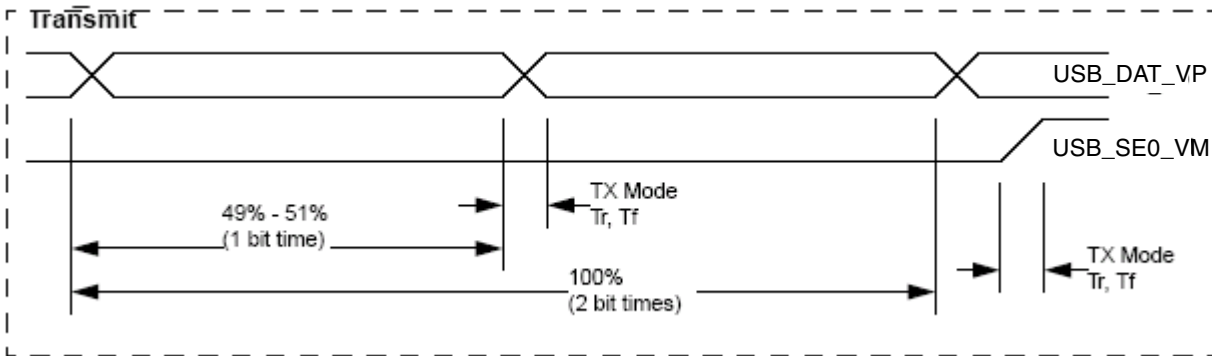 Transmit
USB_DAT_VP
USB_SE0_VM
TX Mode
Tr, Tf
49% - 51%
(1 bit time)
100%
(2 bit times)
TX Mode
Tr, Tf